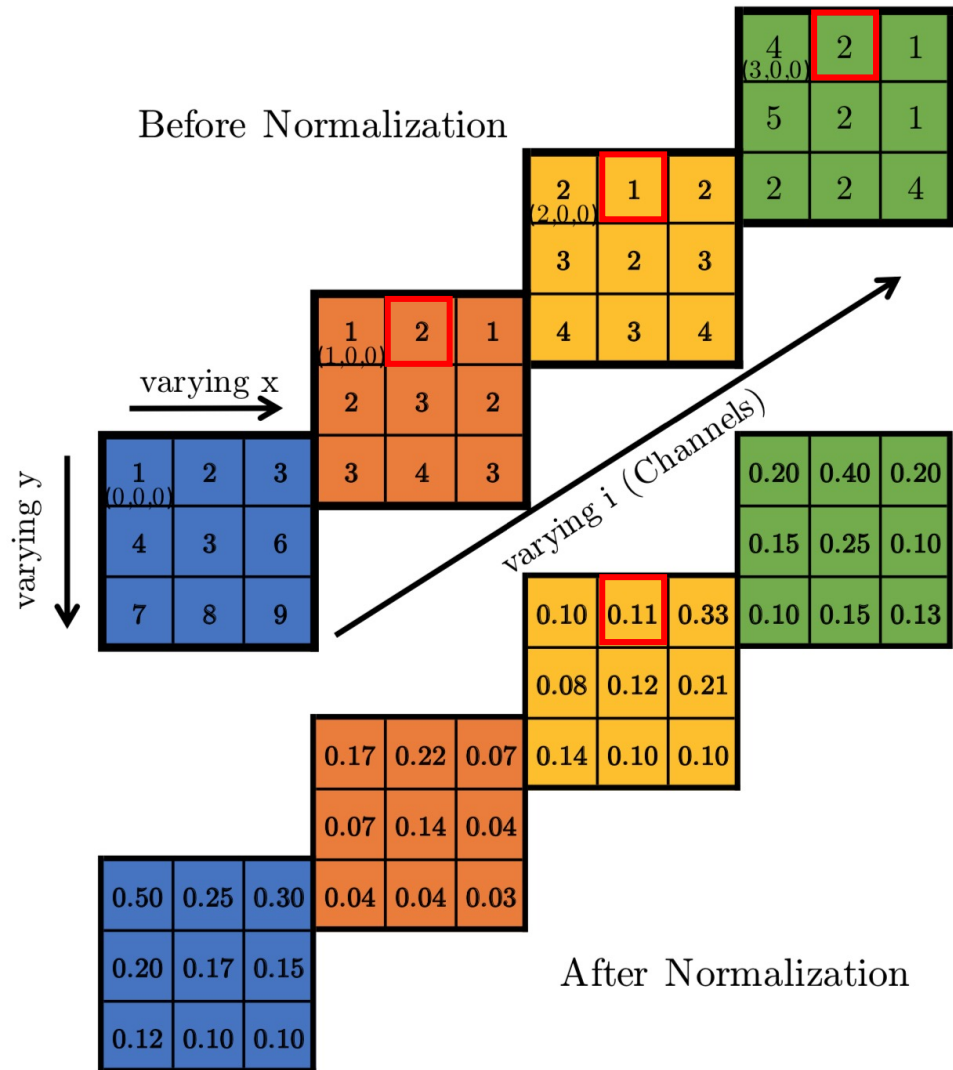 Before Normalization
4 2 1
(3,0,0)
5 2 1
2 2 4
2 1 2
(2,0,0)
3 2 3
4 3 4
1 2 1
(1,0,0)
2 3 2
3 4 3
varying x
varying y
1 2 3
(0,0,0)
4 3 6
7 8 9
varying i (Channels)
0.20 0.40 0.20
0.15 0.25 0.10
0.10 0.15 0.13
0.10 0.11 0.33
0.08 0.12 0.21
0.14 0.10 0.10
0.17 0.22 0.07
0.07 0.14 0.04
0.04 0.04 0.03
0.50 0.25 0.30
0.20 0.17 0.15
0.12 0.10 0.10
After Normalization